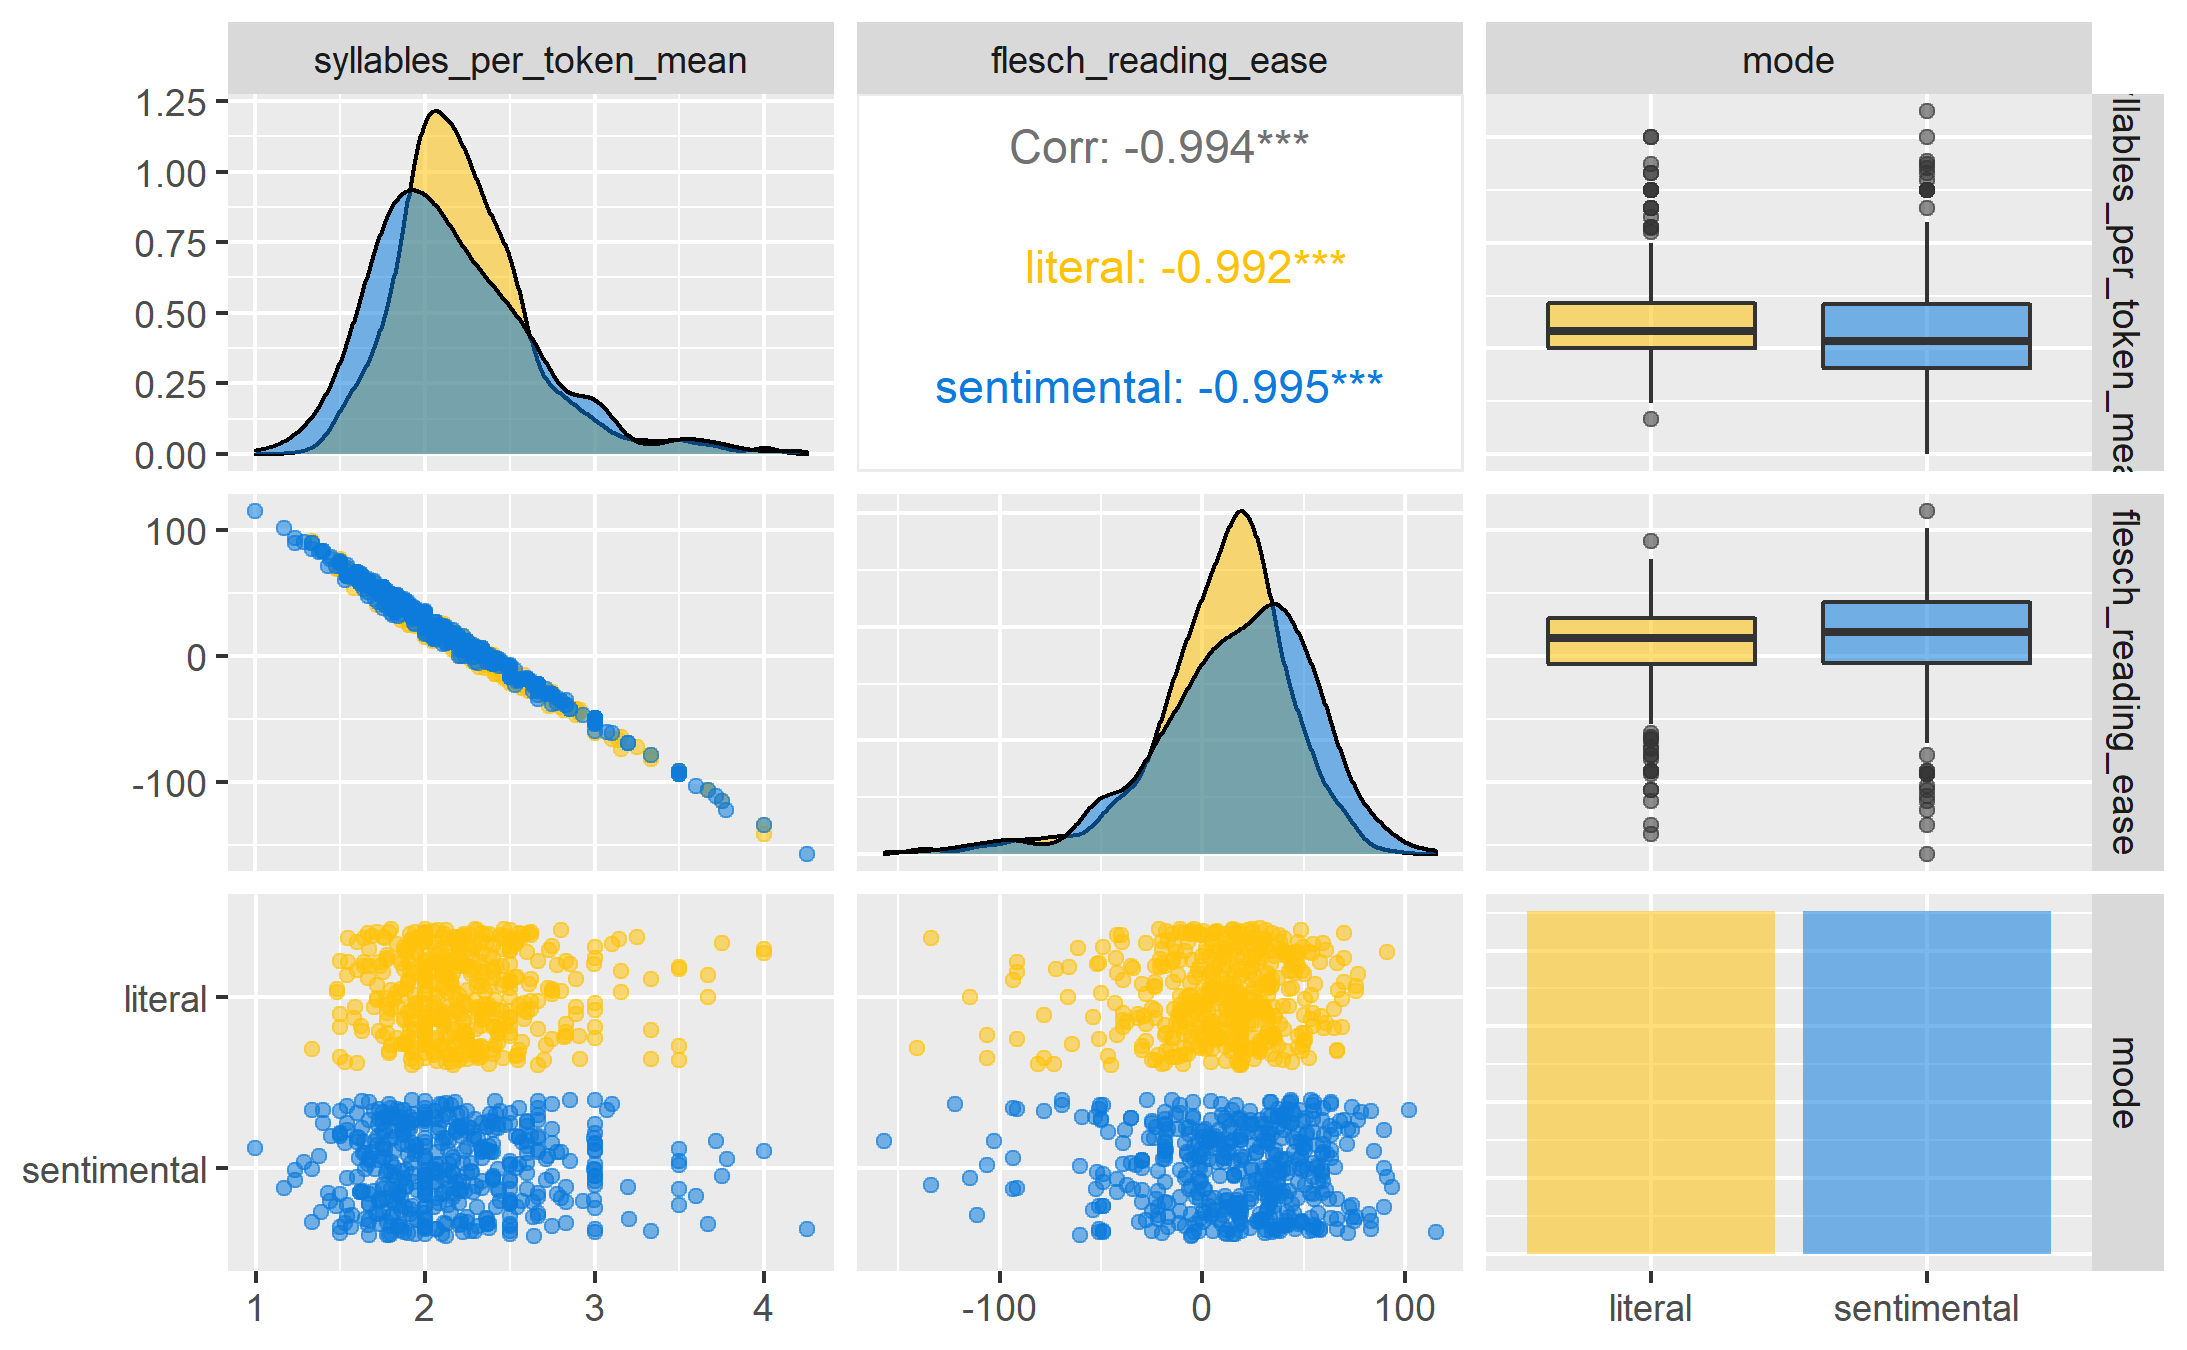 syllables_per_token_mean flesch_reading_ease mode
1.25
1.00
0.75
0.50
0.25
0.00
Corr: -0.994***
literal: -0.992***
sentimental: -0.995***
yllables_per_token_mea
100
0
-100
flesch_reading_ease
literal
sentimental
mode
1 2 3 4
-100 0 100
literal sentimental